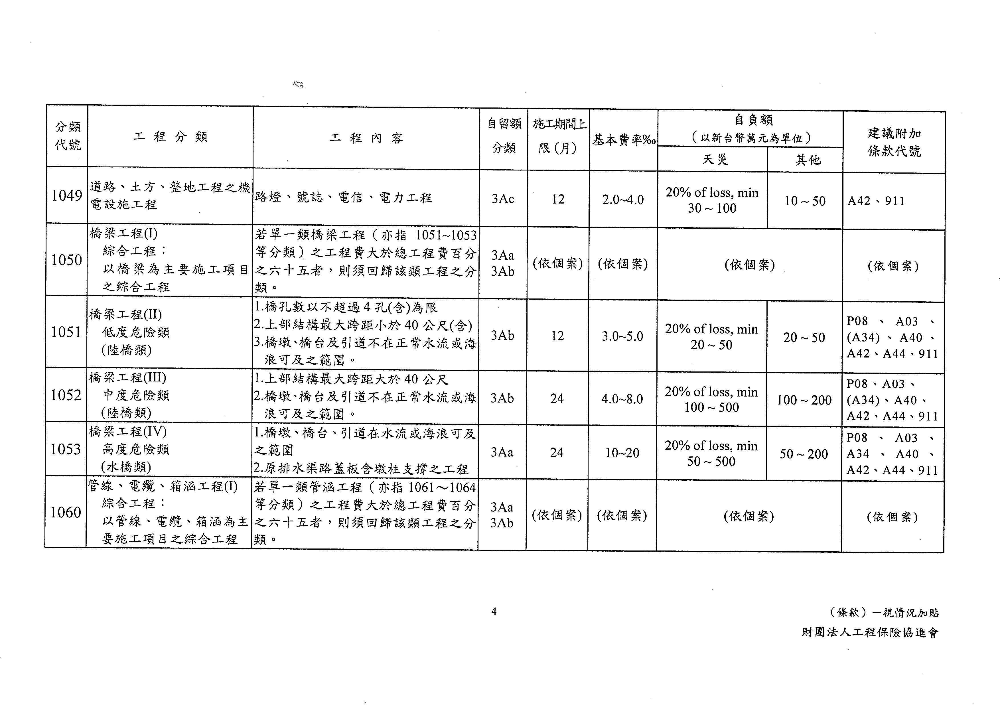 分類
代號
工程分類
工程內容
自留額
分類
施工期間上
限(月)
基本費率‰
自負額
(以新台幣萬元為單位)
天災
其他
建議附加
條款代號
1049
道路、土方、整地工程之機
電設施工程
路燈、號誌、電信、電力工程
3Ac
12
2.0~4.0
20% of loss, min
30~100
10~50
A42、911
1050
橋梁工程(I)
綜合工程：
以橋梁為主要施工項目
之綜合工程
若單一類橋梁工程(亦指 1051~1053
等分類)之工程費大於總工程費百分
之六十五者，則須回歸該類工程之分
類。
3Aa
3Ab
(依個案)
(依個案)
(依個案)
(依個案)
1051
橋梁工程(II)
低度危險類
(陸橋類)
1.橋孔數以不超過 4 孔(含)為限
2.上部結構最大跨距小於 40 公尺(含)
3.橋墩、橋台及引道不在正常水流或海
浪可及之範圍。
3Ab
12
3.0~5.0
20% of loss, min
20~50
20~50
P08 、 A03 、
(A34)、A40、
A42、A44、911
1052
橋梁工程(III)
中度危險類
(陸橋類)
1.上部結構最大跨距大於 40 公尺
2.橋墩、橋台及引道不在正常水流或海
浪可及之範圍。
3Ab
24
4.0~8.0
20% of loss, min
100~500
100~200
P08、A03、
(A34)、A40、
A42、A44、911
1053
橋梁工程(IV)
高度危險類
(水橋類)
1.橋墩、橋台、引道在水流或海浪可及
之範圍
2.原排水渠路蓋板含墩柱支撐之工程
3Aa
24
10~20
20% of loss, min
50~500
50~200
P08 、 A03 、
A34 、 A40 、
A42、A44、911
1060
管線、電纜、箱涵工程(I)
綜合工程：
以管線、電纜、箱涵為主
要施工項目之綜合工程
若單一類管涵工程(亦指 1061～1064
等分類)之工程費大於總工程費百分
之六十五者，則須回歸該類工程之分
類。
3Aa
3Ab
(依個案)
(依個案)
(依個案)
(依個案)
4
(條款)－視情況加貼
財團法人工程保險協進會